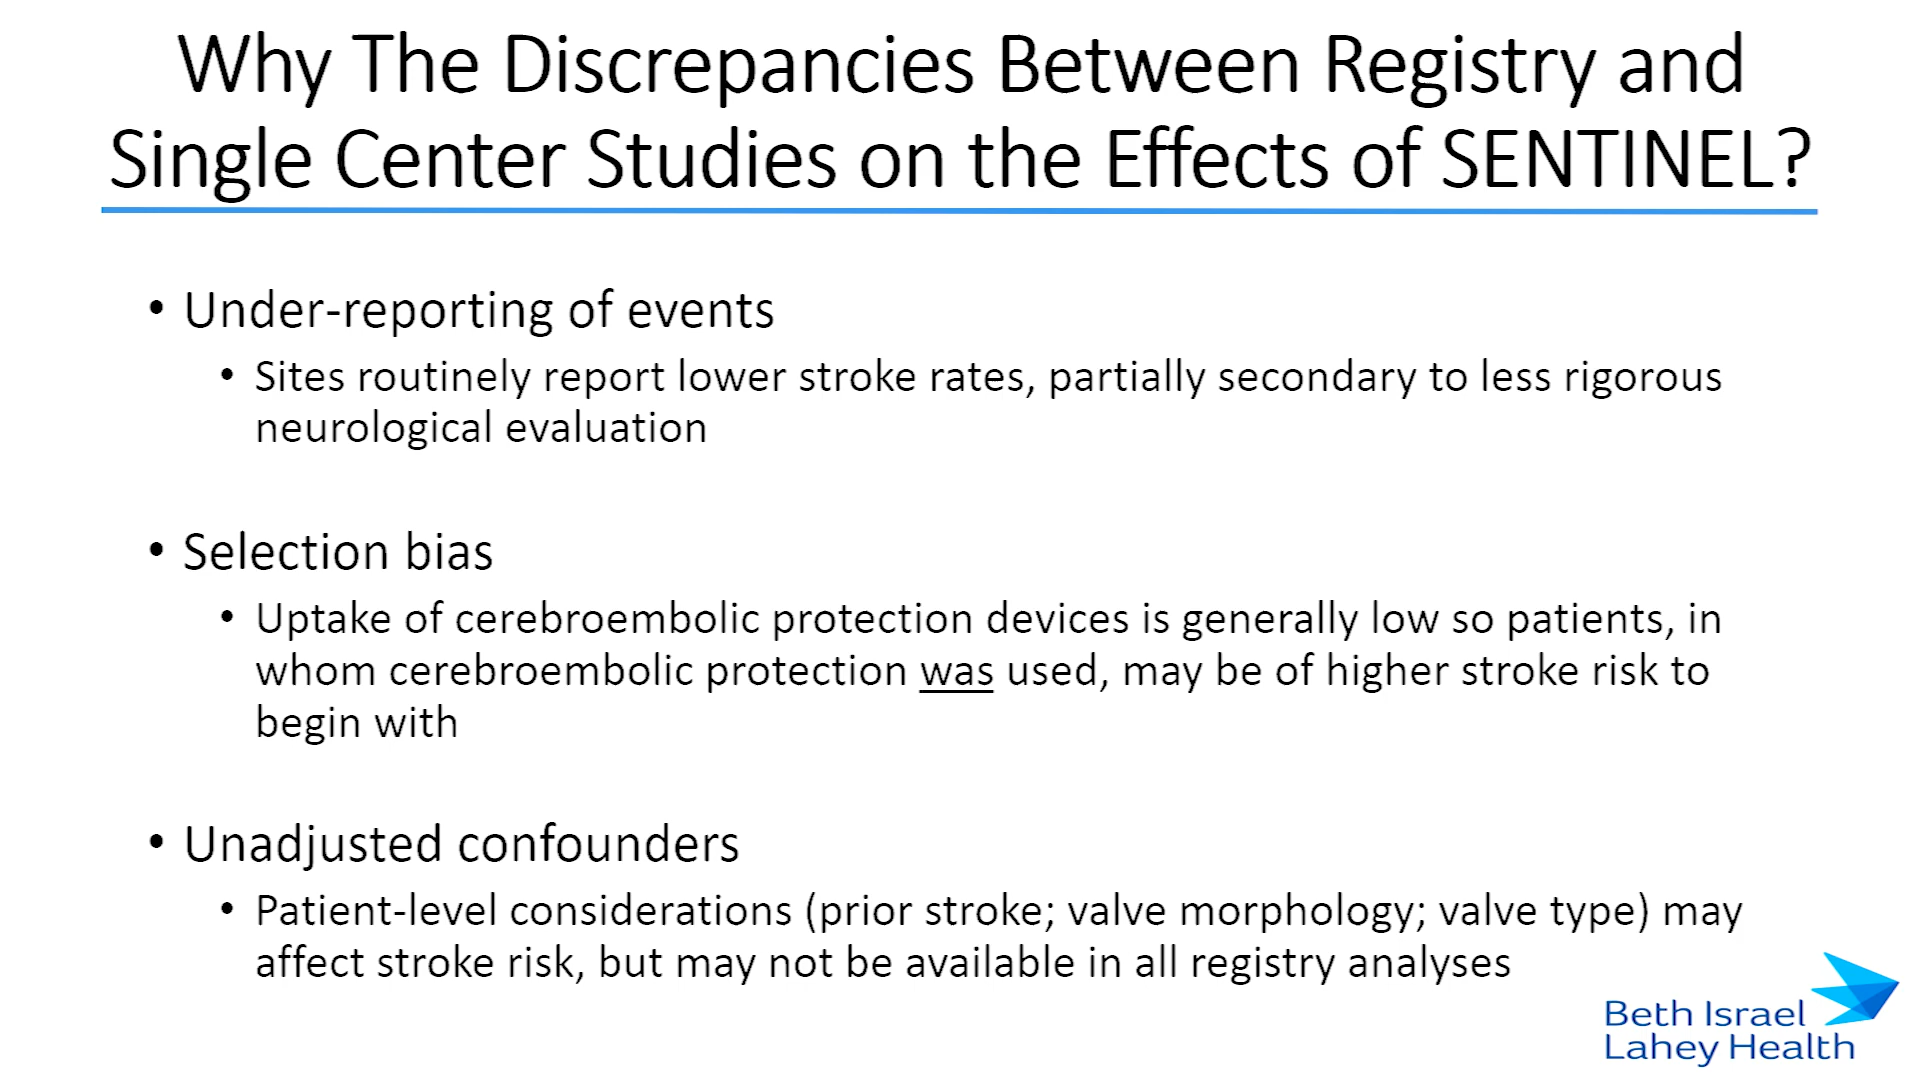 Why The Discrepancies Between Registry and
Single Center Studies on the Effects of SENTINEL?
• Under-reporting of events
• Sites routinely report lower stroke rates, partially secondary to less rigorous
neurological evaluation
• Selection bias
• Uptake of cerebroembolic protection devices is generally low so patients, in
whom cerebroembolic protection was used, may be of higher stroke risk to
begin with
• Unadjusted confounders
• Patient-level considerations (prior stroke; valve morphology; valve type) may
affect stroke risk, but may not be available in all registry analyses
Beth Israel
Lahey Health